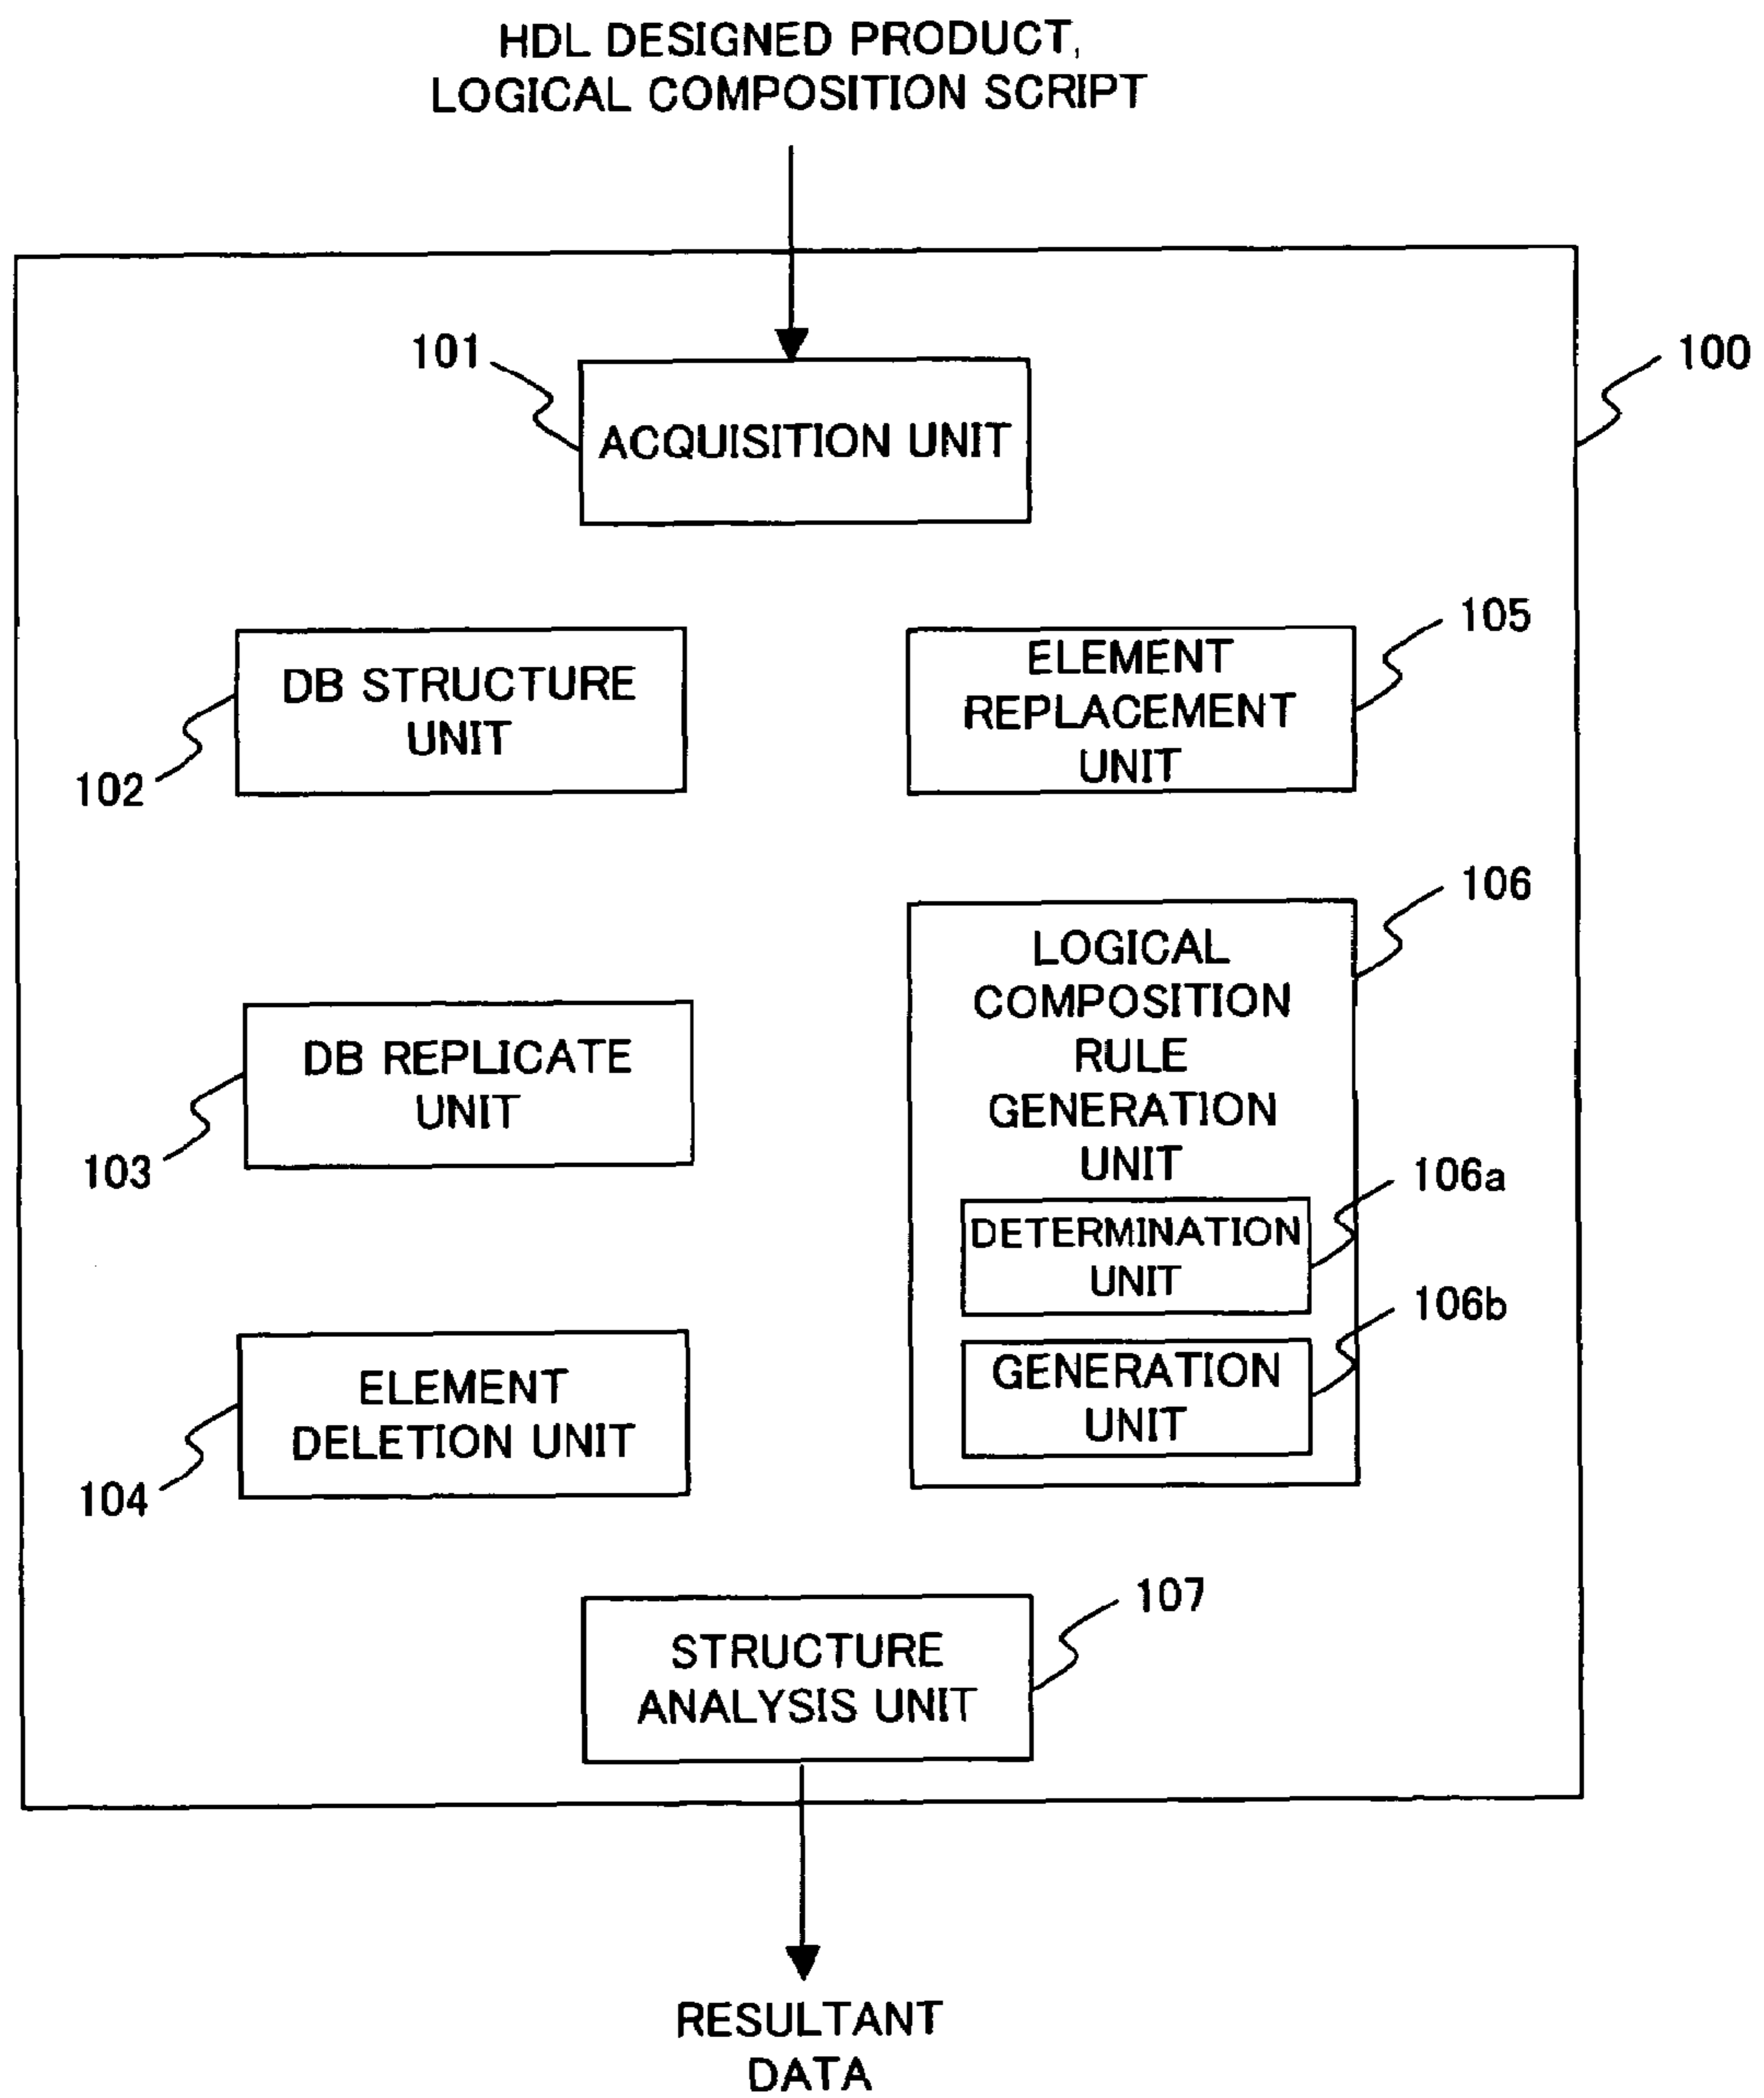 HDL DESIGNED PRODUCT,
LOGICAL COMPOSITION SCRIPT
101
100
ACQUISITION UNIT
105
DB STRUCTURE
UNIT
102
ELEMENT
REPLACEMENT
UNIT
106
LOGICAL
COMPOSITION
RULE
GENERATION
UNIT
DB REPLICATE
UNIT
103
106a
DETERMINATION
UNIT
106b
GENERATION
UNIT
ELEMENT
DELETION UNIT
104
107
STRUCTURE
ANALYSIS UNIT
RESULTANT
DATA